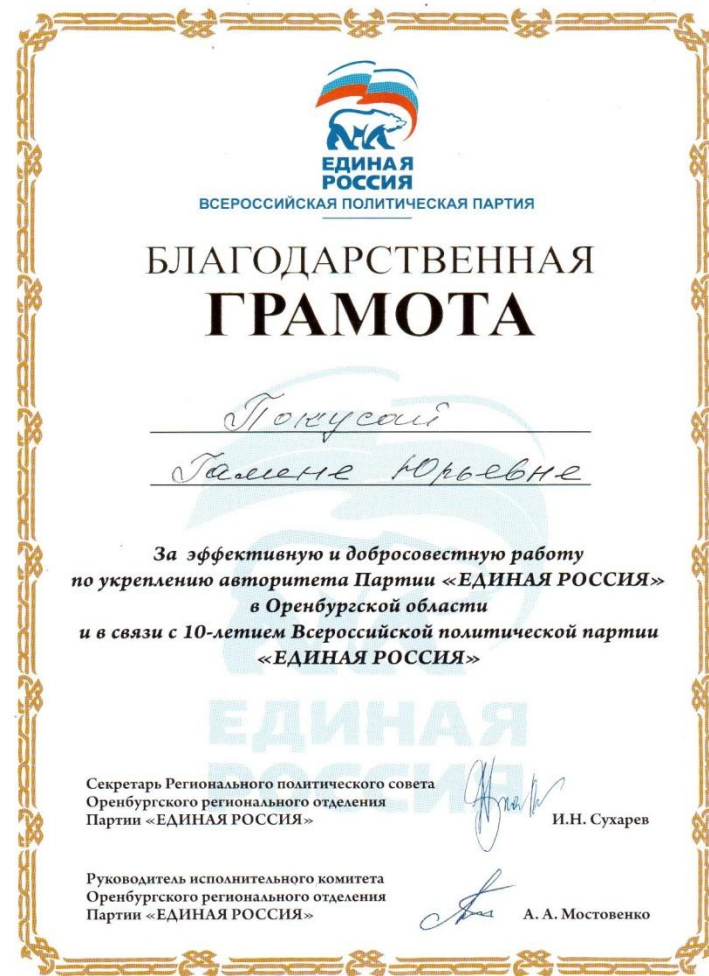 ЕДИНАЯ
РОССИЯ
ВСЕРОССИЙСКАЯ ПОЛИТИЧЕСКАЯ ПАРТИЯ
БЛАГОДАРСТВЕННАЯ
ГРАМОТА
Покусай
Галине Юрьевне
За эффективную и добросовестную работу
по укреплению авторитета Партии «ЕДИНАЯ РОССИЯ»
в Оренбургской области
и в связи с 10-летием Всероссийской политической партии
«ЕДИНАЯ РОССИЯ»
ЕДИНАЯ
РОССИЯ
Секретарь Регионального политического совета
Оренбургского регионального отделения
Партии «ЕДИНАЯ РОССИЯ»
И.Н. Сухарев
Руководитель исполнительного комитета
Оренбургского регионального отделения
Партии «ЕДИНАЯ РОССИЯ»
А. А. Мостовенко